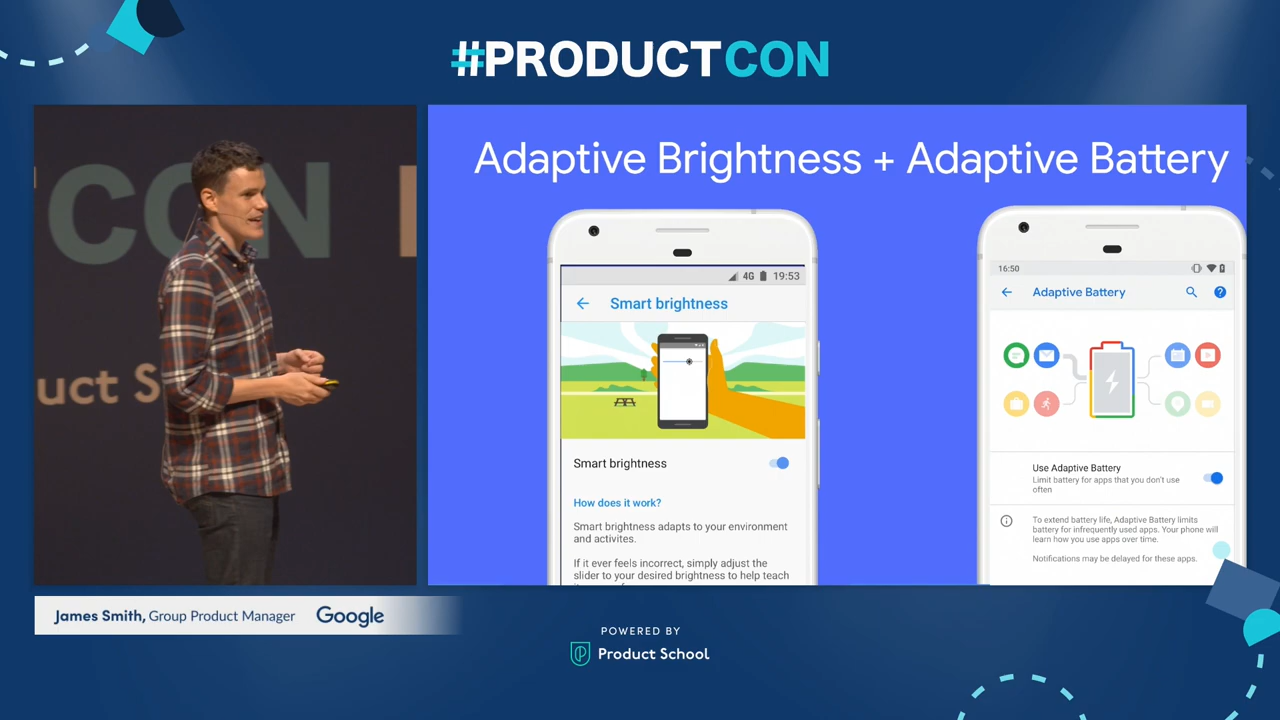 #PRODUCTCON
CON
uct S
Adaptive Brightness + Adaptive Battery
4G 19:53
Smart brightness
Smart brightness
How does it work?
Smart brightness adapts to your environment
and activites.
If it ever feels incorrect, simply adjust the
slider to your desired brightness to help teach
16:50
Adaptive Battery
Use Adaptive Battery
Limit battery for apps that you don't use
often
To extend battery life, Adaptive Battery limits
battery for infrequently used apps. Your phone will
learn how you use apps over time.
Notifications may be delayed for these apps.
James Smith, Group Product Manager Google
POWERED BY
Product School